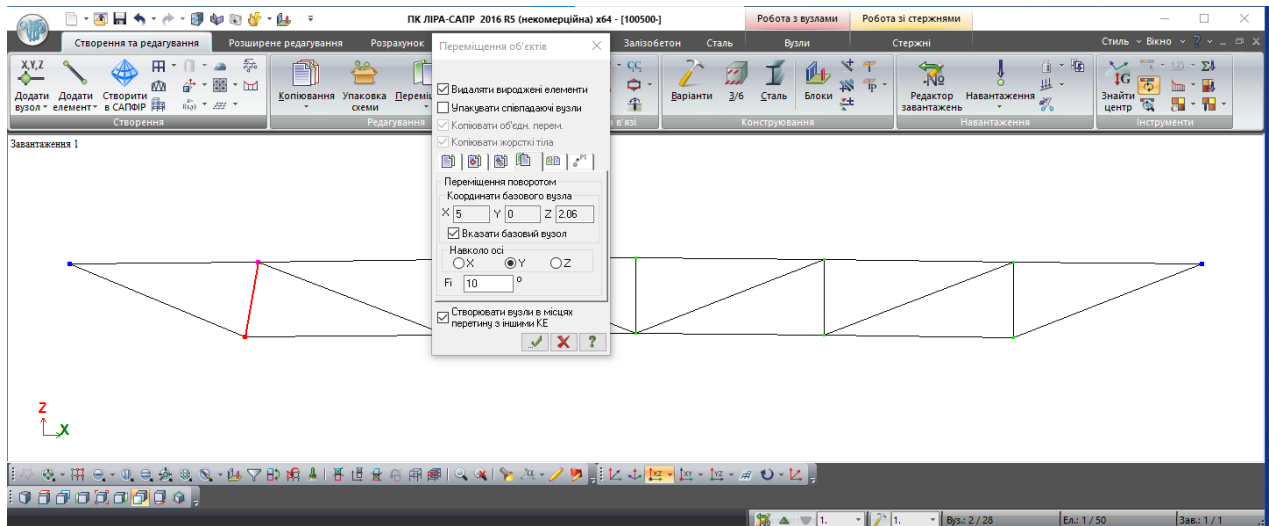 ПК ЛІРА-САПР 2016 R5 (некомерційна) x64 - [100500-]
Робота з вузлами
Робота зі стержнями
Створення та редагування
Розширене редагування
Розрахунок
Залізобетон
Сталь
Вузли
Стержні
Стиль
Вікно
X,Y,Z
Додати вузол
Додати елемент
Створити в САПФІР
Створення
Копіювання
Упаковка схеми
Редагування
Варіанти
3/6
Сталь
Блоки
Конструювання
Редактор завантажень
Навантаження
Навантаження
Знайти центр
Інструменти
Переміщення об'єктів
Видаляти вироджені елементи
Упакувати співпадаючі вузли
Копіювати об'єдн. перем.
Копіювати жорсткі тіла
Переміщення поворотом
Координати базового вузла
X 5 Y 0 Z 2.06
Вказати базовий вузол
Навколо осі
X Y Z
Fi 10 °
Створювати вузли в місцях
перетину з іншими КЕ
Завантаження 1
Z
X
XZ
XY
YZ
1.
1.
Вуз.: 2 / 28
Ел.: 1 / 50
Зав.: 1 / 1